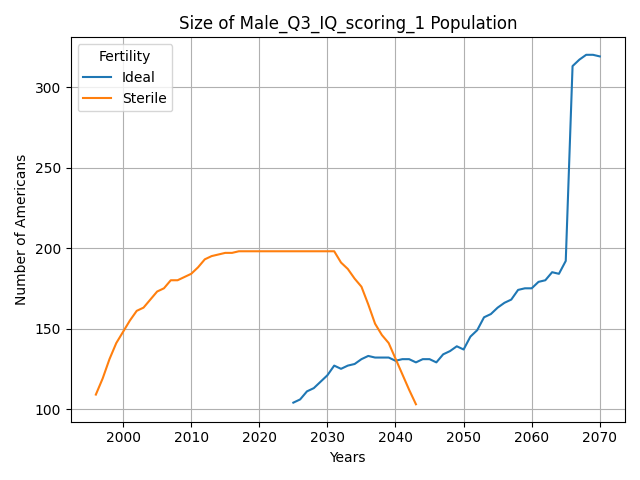 Size of Male_Q3_IQ_scoring_1 Population
Fertility
Ideal
Sterile
Number of Americans
300
250
200
150
100
2000
2010
2020
2030
2040
2050
2060
2070
Years